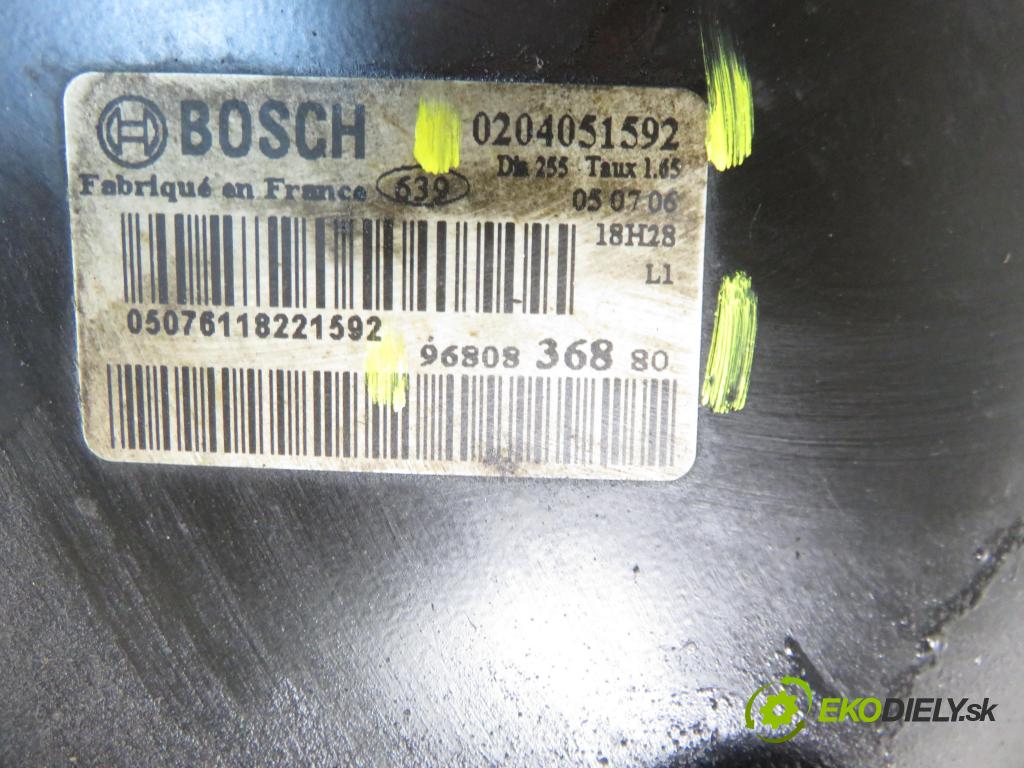 BOSCH 0204051592
Dia 255 Taux 1.65
Fabriqué en France 639 05 07 06
18H28
L1
05076118221592
96808 368 80
EKODIELY.sk